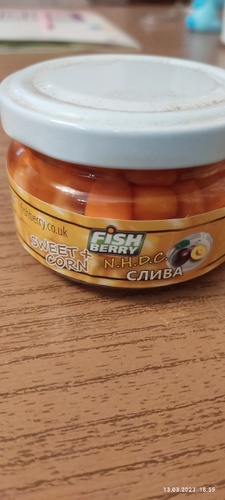 fishberry.co.uk
SWEET +
CORN
FISH
BERRY
N.H.D.C.
СЛИВА
13.03.2023 18:59